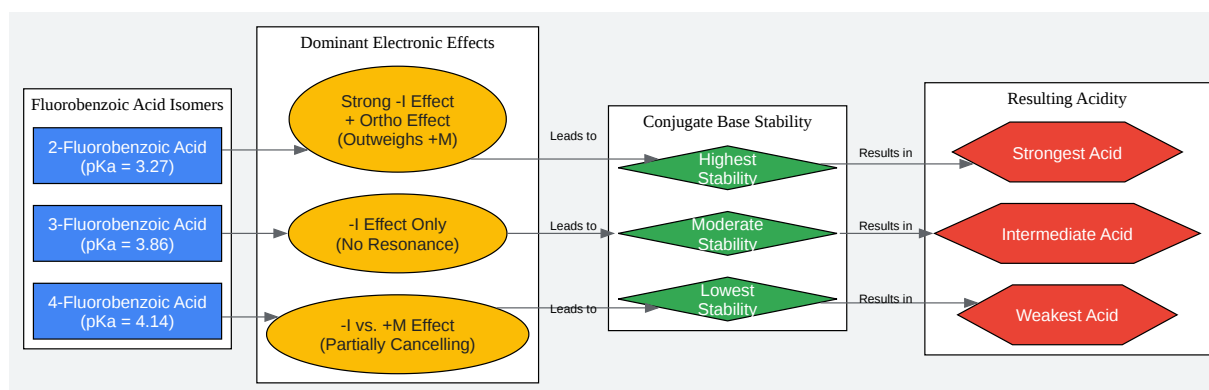 Fluorobenzoic Acid Isomers
2-Fluorobenzoic Acid
(pKa = 3.27)
3-Fluorobenzoic Acid
(pKa = 3.86)
4-Fluorobenzoic Acid
(pKa = 4.14)
Dominant Electronic Effects
Strong -I Effect
+ Ortho Effect
(Outweighs +M)
-I Effect Only
(No Resonance)
-I vs. +M Effect
(Partially Cancelling)
Leads to
Leads to
Leads to
Conjugate Base Stability
Highest
Stability
Moderate
Stability
Lowest
Stability
Results in
Results in
Results in
Resulting Acidity
Strongest Acid
Intermediate Acid
Weakest Acid